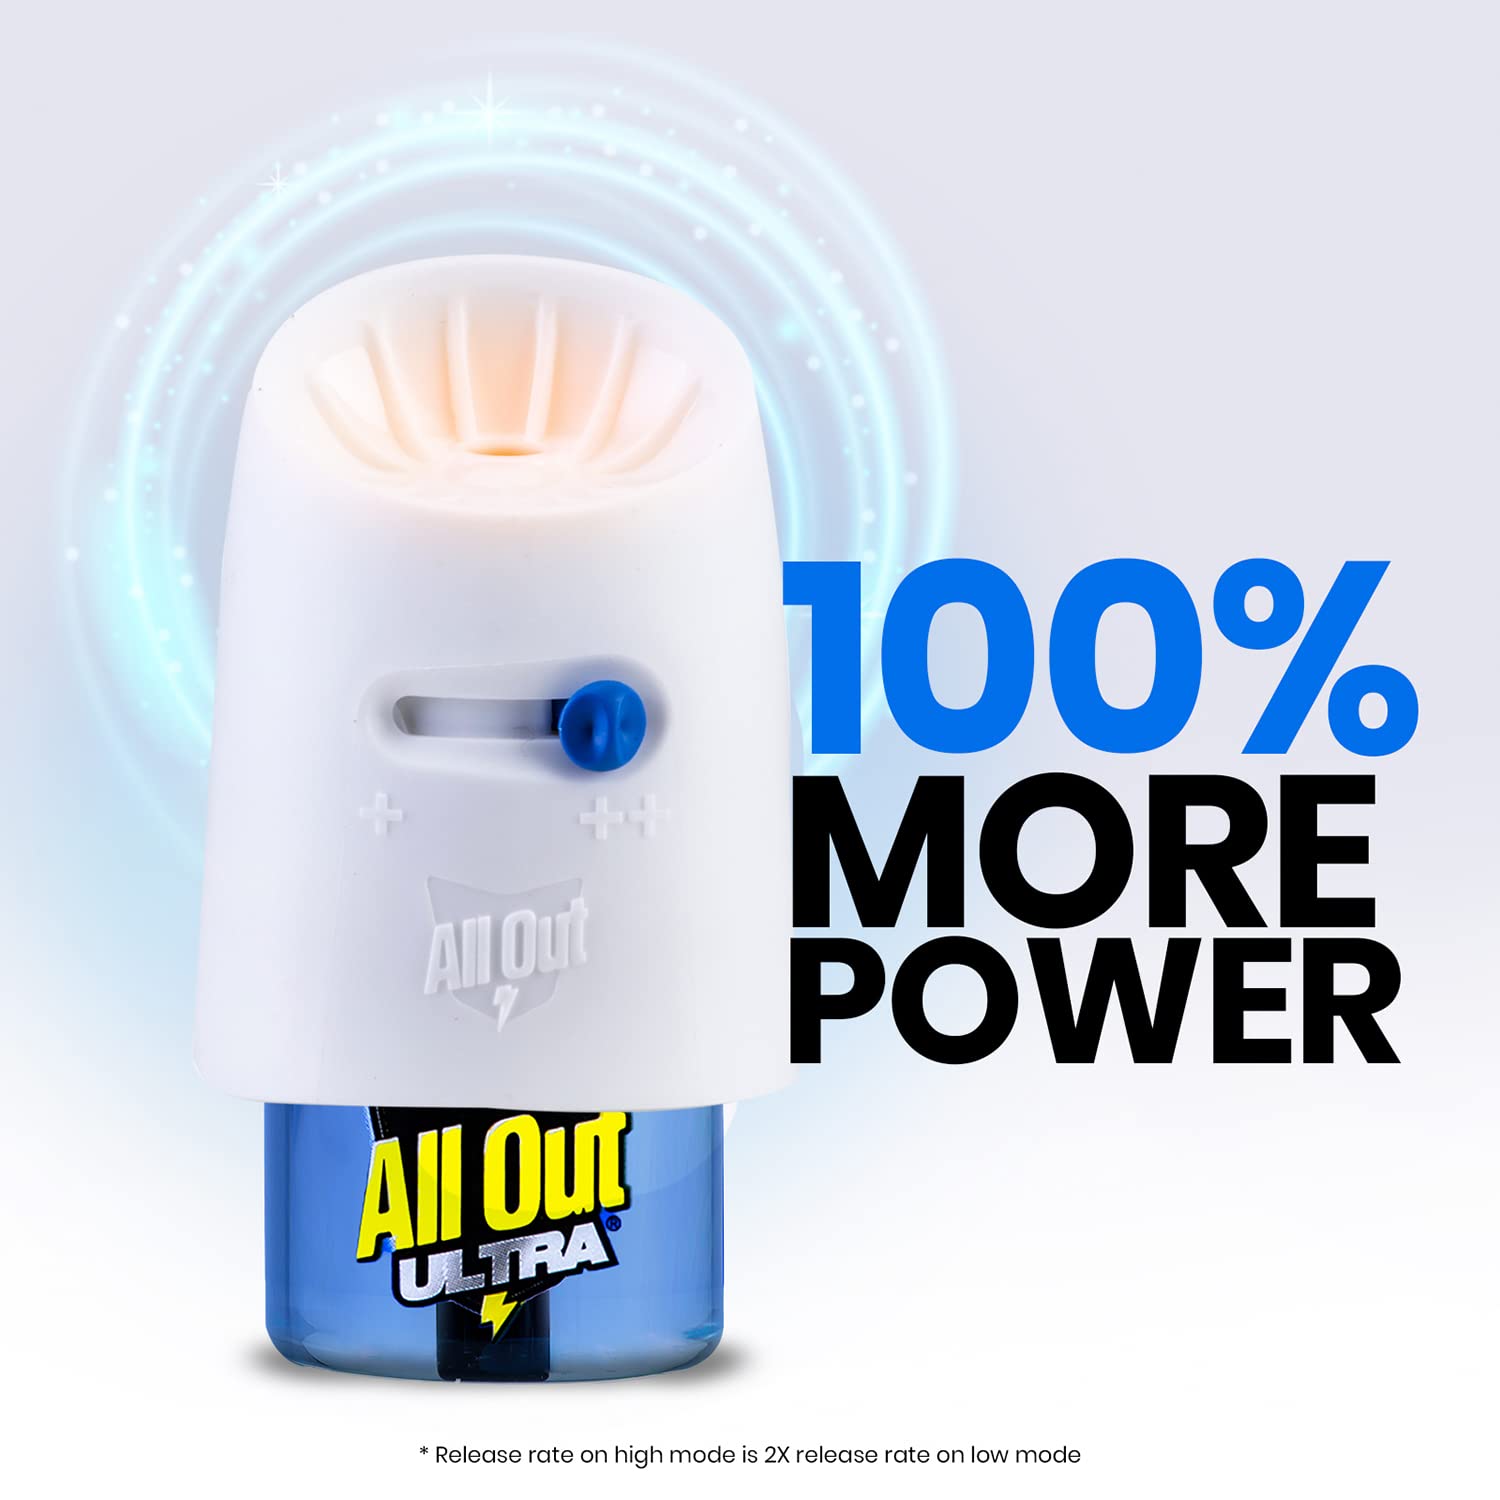 100%
MORE
POWER
+ ++
All Out
All Out
ULTRA®
* Release rate on high mode is 2X release rate on low mode